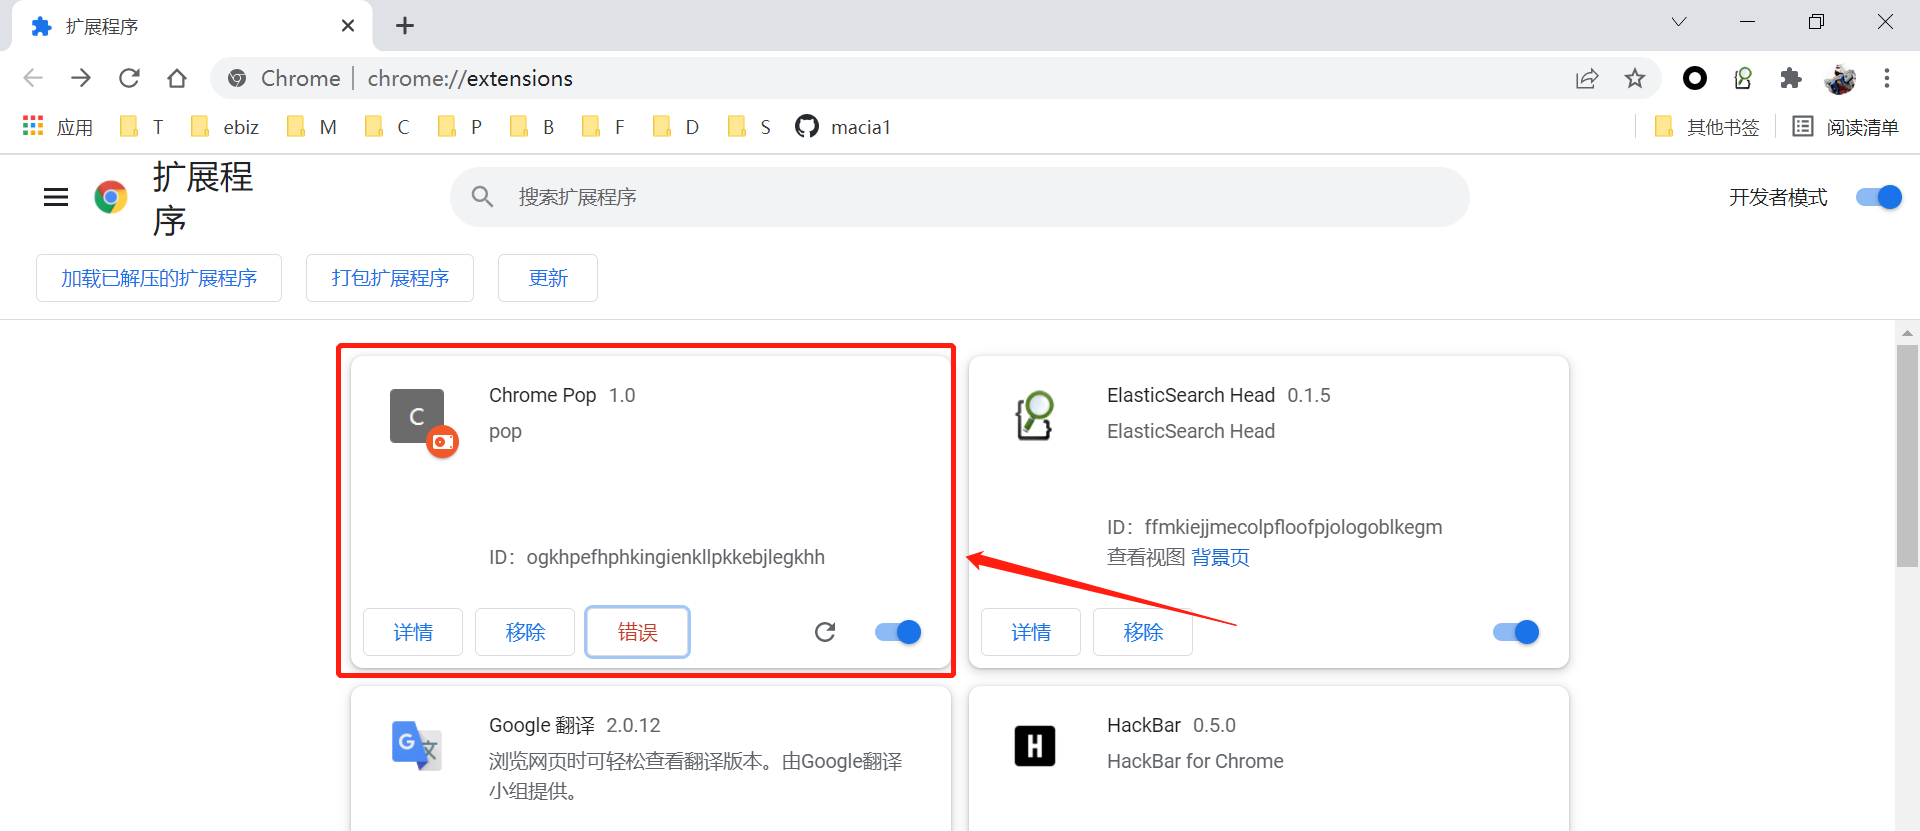 扩展程序
Chrome chrome://extensions
应用 T ebiz M C P B F D S macia1 其他书签 阅读清单
扩展程
序
搜索扩展程序
开发者模式
加载已解压的扩展程序 打包扩展程序 更新
C
Chrome Pop 1.0
pop
ID：ogkhpefhphkingienkllpkkebjlegkhh
详情 移除 错误
ElasticSearch Head 0.1.5
ElasticSearch Head
ID：ffmkiejjmecolpfloofpjologoblkegm
查看视图 背景页
详情 移除
G 文
Google 翻译 2.0.12
浏览网页时可轻松查看翻译版本。由Google翻译
小组提供。
H
HackBar 0.5.0
HackBar for Chrome